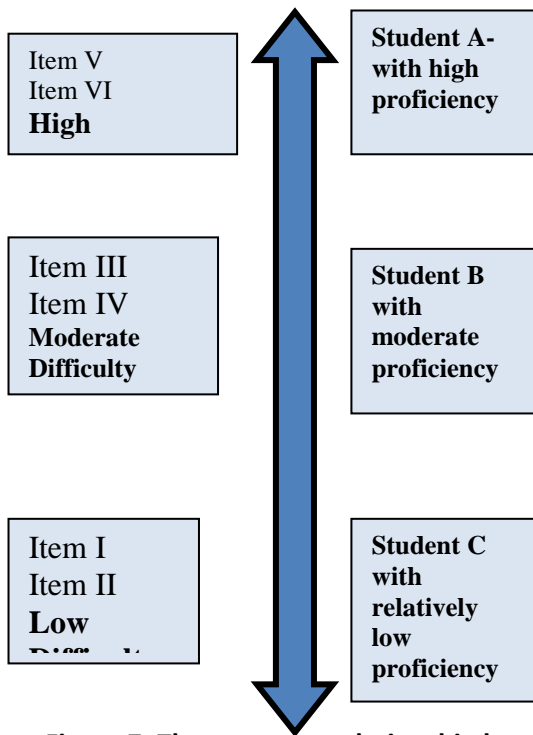 Item V
Item VI
High
Student A-
with high
proficiency
Item III
Item IV
Moderate
Difficulty
Student B
with
moderate
proficiency
Item I
Item II
Low
Student C
with
relatively
low
proficiency